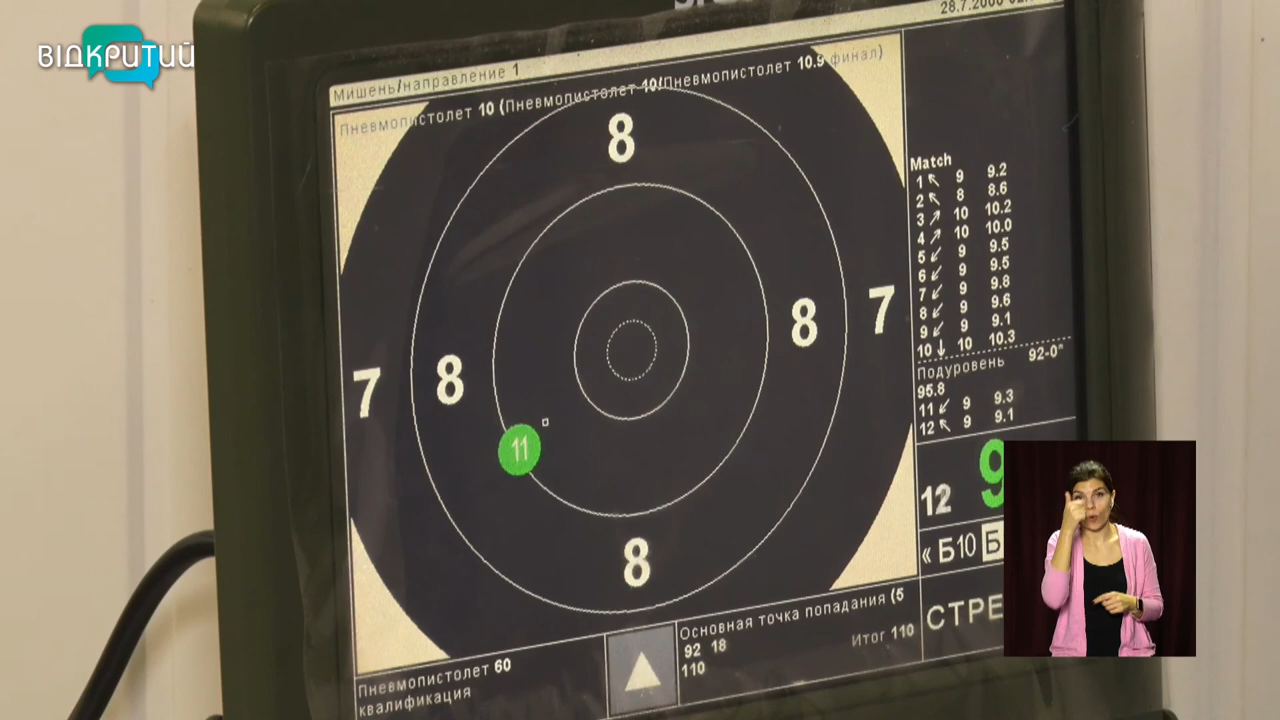 ВІДКРИТИЙ
Мишень/направление 1
Пневмопистолет 10 (Пневмопистолет 10/Пневмопистолет 10.9 финал)
8
8
8
8
7
7
11
Match
1 ↖ 9 9.2
2 ↖ 8 8.6
3 ↗ 10 10.2
4 ↗ 10 10.0
5 ↙ 9 9.5
6 ↙ 9 9.5
7 ↙ 9 9.8
8 ↙ 9 9.6
9 ↙ 9 9.1
10 ↓ 10 10.3
Подуровень 92-0"
95.8
11 ↙ 9 9.3
12 ↖ 9 9.1
12 9
« Б10 Б
СТРЕ
Пневмопистолет 60
квалификация
Основная точка попадания (5
92 18
110
Итог 110